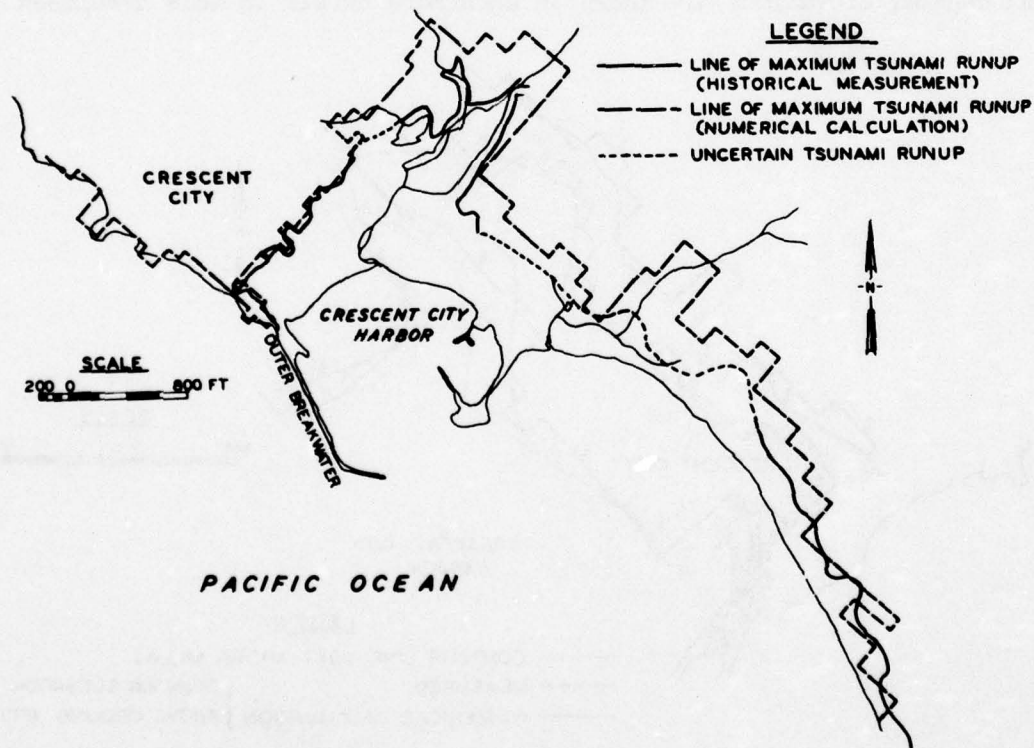 LEGEND
LINE OF MAXIMUM TSUNAMI RUNUP
(HISTORICAL MEASUREMENT)
LINE OF MAXIMUM TSUNAMI RUNUP
(NUMERICAL CALCULATION)
UNCERTAIN TSUNAMI RUNUP
CRESCENT
CITY
N
CRESCENT CITY
HARBOR
SCALE
200 0 800 FT
OUTER BREAKWATER
PACIFIC OCEAN